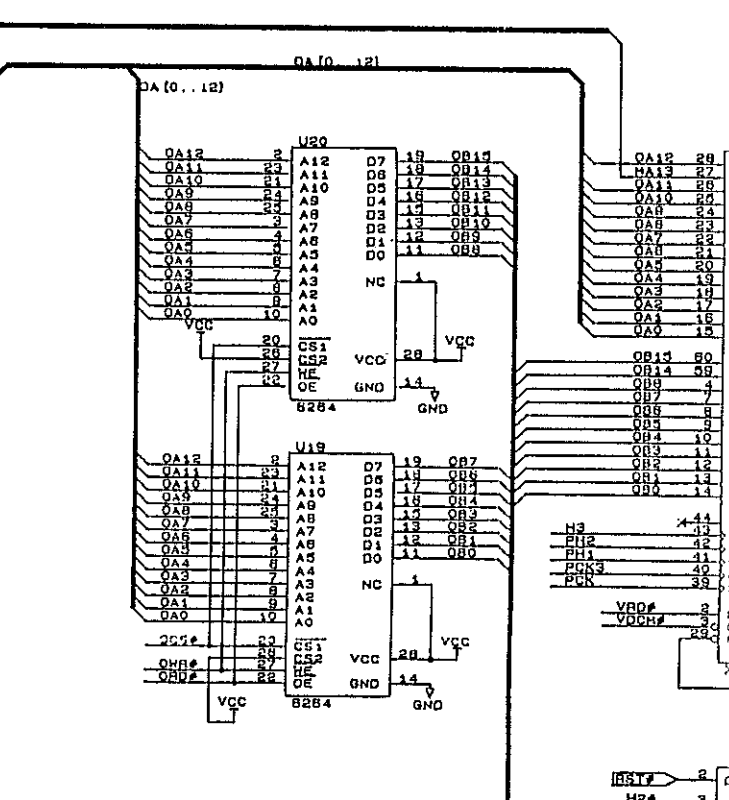 OA[0..12]
OA[0..12]
U20
OA12 2 A12 D7 19 OB15
OA11 23 A11 D6 18 OB14
OA10 21 A10 D5 17 OB13
OA9 24 A9 D4 16 OB12
OA8 25 A8 D3 15 OB11
OA7 3 A7 D2 13 OB10
OA6 4 A6 D1 12 OB9
OA5 5 A5 D0 11 OB8
OA4 6 A4
OA3 7 A3 NC 1
OA2 8 A2
OA1 9 A1
OA0 10 A0
VCC
20 CS1
26 CS2 VCC 28 VCC
27 WE
22 OE GND 14
GND
6264
U19
OA12 2 A12 D7 19 OB7
OA11 23 A11 D6 18 OB6
OA10 21 A10 D5 17 OB5
OA9 24 A9 D4 16 OB4
OA8 25 A8 D3 15 OB3
OA7 3 A7 D2 13 OB2
OA6 4 A6 D1 12 OB1
OA5 5 A5 D0 11 OB0
OA4 6 A4
OA3 7 A3 NC 1
OA2 8 A2
OA1 9 A1
OA0 10 A0
OCS# CS1 VCC
CS2 VCC 28
OWR# 27 WE
ORD# 22 OE GND 14
VCC
GND
6264
OA12 28
MA13 27
OA11 26
OA10 25
OA9 24
OA8 23
OA7 22
21
OA5 20
OA4 19
OA3 18
OA2 17
OA1 16
OA0 15
OB15 60
OB14 59
OB8 4
OB7 7
OB6 8
OB5 9
OB4 10
OB3 11
OB2 12
OB1 13
OB0 14
44
H3 43
PH2 42
PH1 41
PCK3 40
PCK 39
VRD# 2
VDCH# 3
29
RST# 2
H2# 3